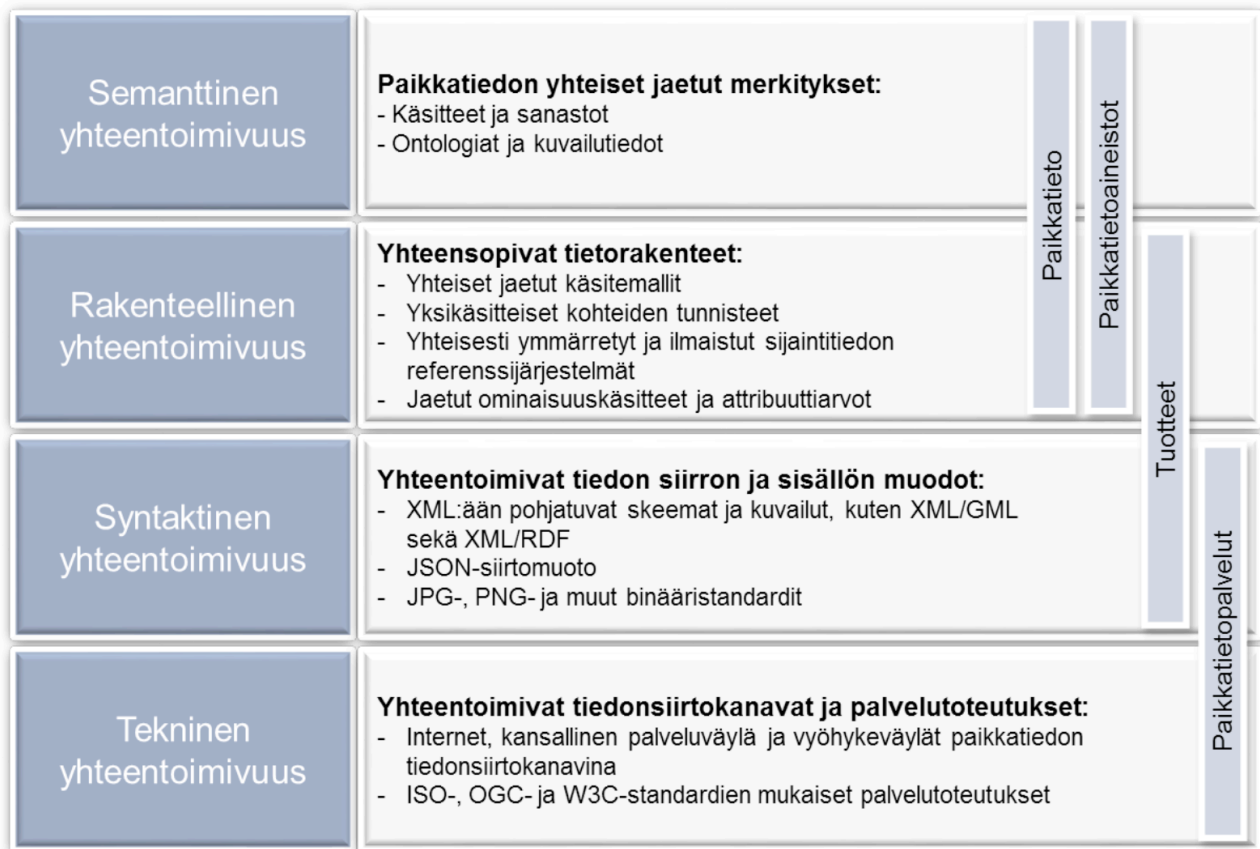 Semanttinen
yhteentoimivuus
Paikkatiedon yhteiset jaetut merkitykset:
- Käsitteet ja sanastot
- Ontologiat ja kuvailutiedot
Rakenteellinen
yhteentoimivuus
Yhteensopivat tietorakenteet:
- Yhteiset jaetut käsitemallit
- Yksikäsitteiset kohteiden tunnisteet
- Yhteisesti ymmärretyt ja ilmaistut sijaintitiedon
referenssijärjestelmät
- Jaetut ominaisuuskäsitteet ja attribuuttiarvot
Syntaktinen
yhteentoimivuus
Yhteentoimivat tiedon siirron ja sisällön muodot:
- XML:ään pohjatuvat skeemat ja kuvailut, kuten XML/GML
sekä XML/RDF
- JSON-siirtomuoto
- JPG-, PNG- ja muut binääristandardit
Tekninen
yhteentoimivuus
Yhteentoimivat tiedonsiirtokanavat ja palvelutoteutukset:
- Internet, kansallinen palveluväylä ja vyöhykeväylät paikkatiedon
tiedonsiirtokanavina
- ISO-, OGC- ja W3C-standardien mukaiset palvelutoteutukset
Paikkatieto
Paikkatietoaineistot
Tuotteet
Paikkatietopalvelut